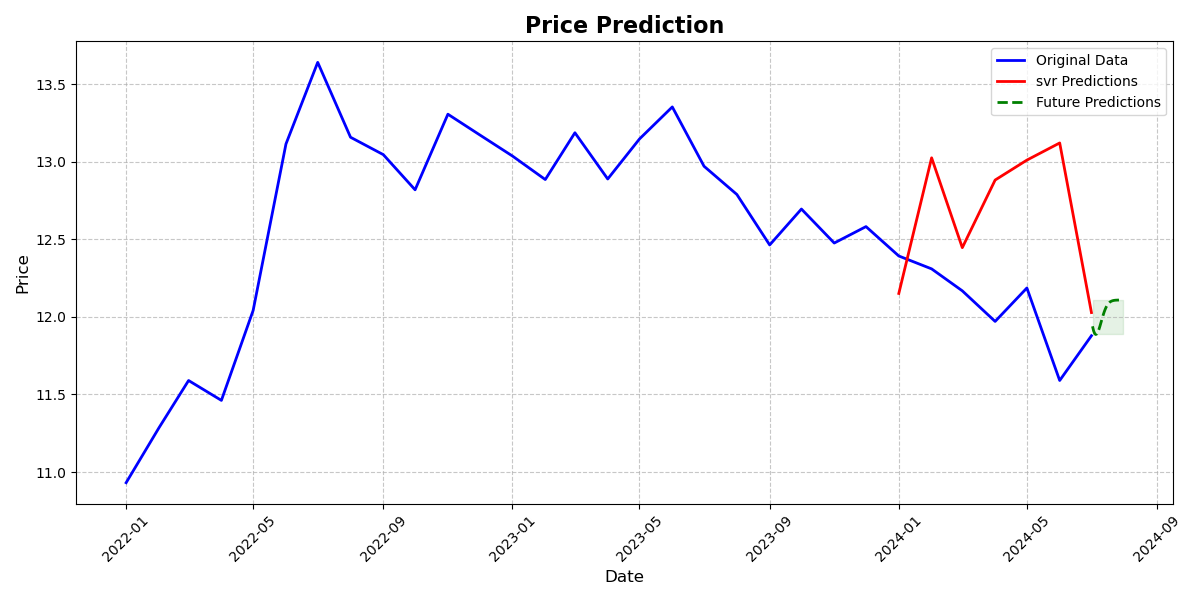 Price Prediction
Original Data
svr Predictions
Future Predictions
Price
13.5
13.0
12.5
12.0
11.5
11.0
2022-01
2022-05
2022-09
2023-01
2023-05
2023-09
2024-01
2024-05
2024-09
Date